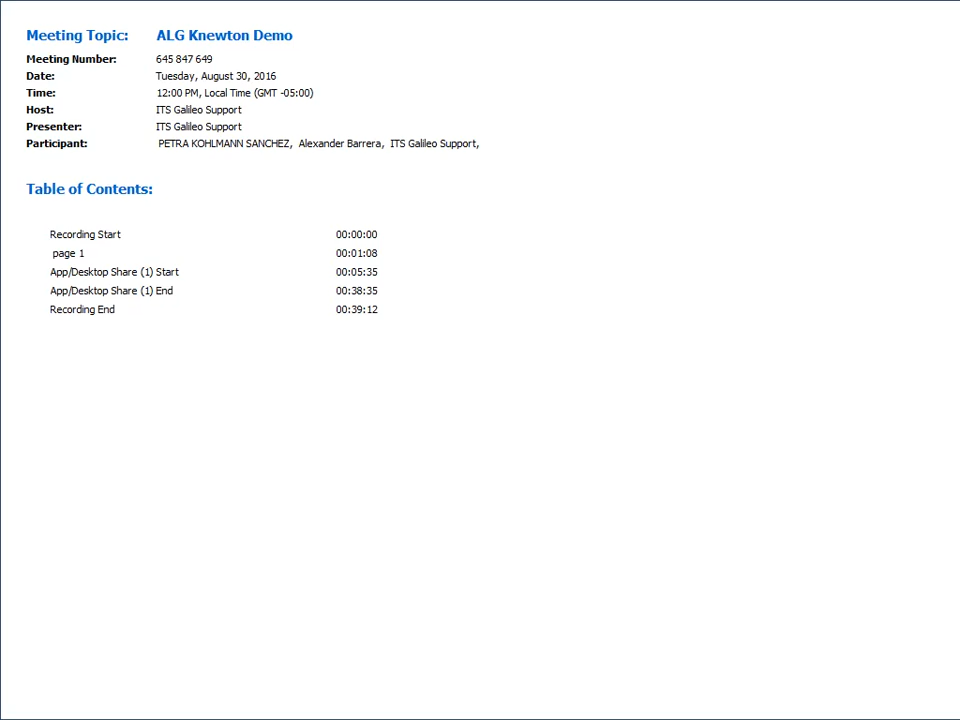 Meeting Topic: ALG Knewton Demo
Meeting Number: 645 847 649
Date: Tuesday, August 30, 2016
Time: 12:00 PM, Local Time (GMT -05:00)
Host: ITS Galileo Support
Presenter: ITS Galileo Support
Participant: PETRA KOHLMANN SANCHEZ, Alexander Barrera, ITS Galileo Support,
Table of Contents:
Recording Start 00:00:00
page 1 00:01:08
App/Desktop Share (1) Start 00:05:35
App/Desktop Share (1) End 00:38:35
Recording End 00:39:12